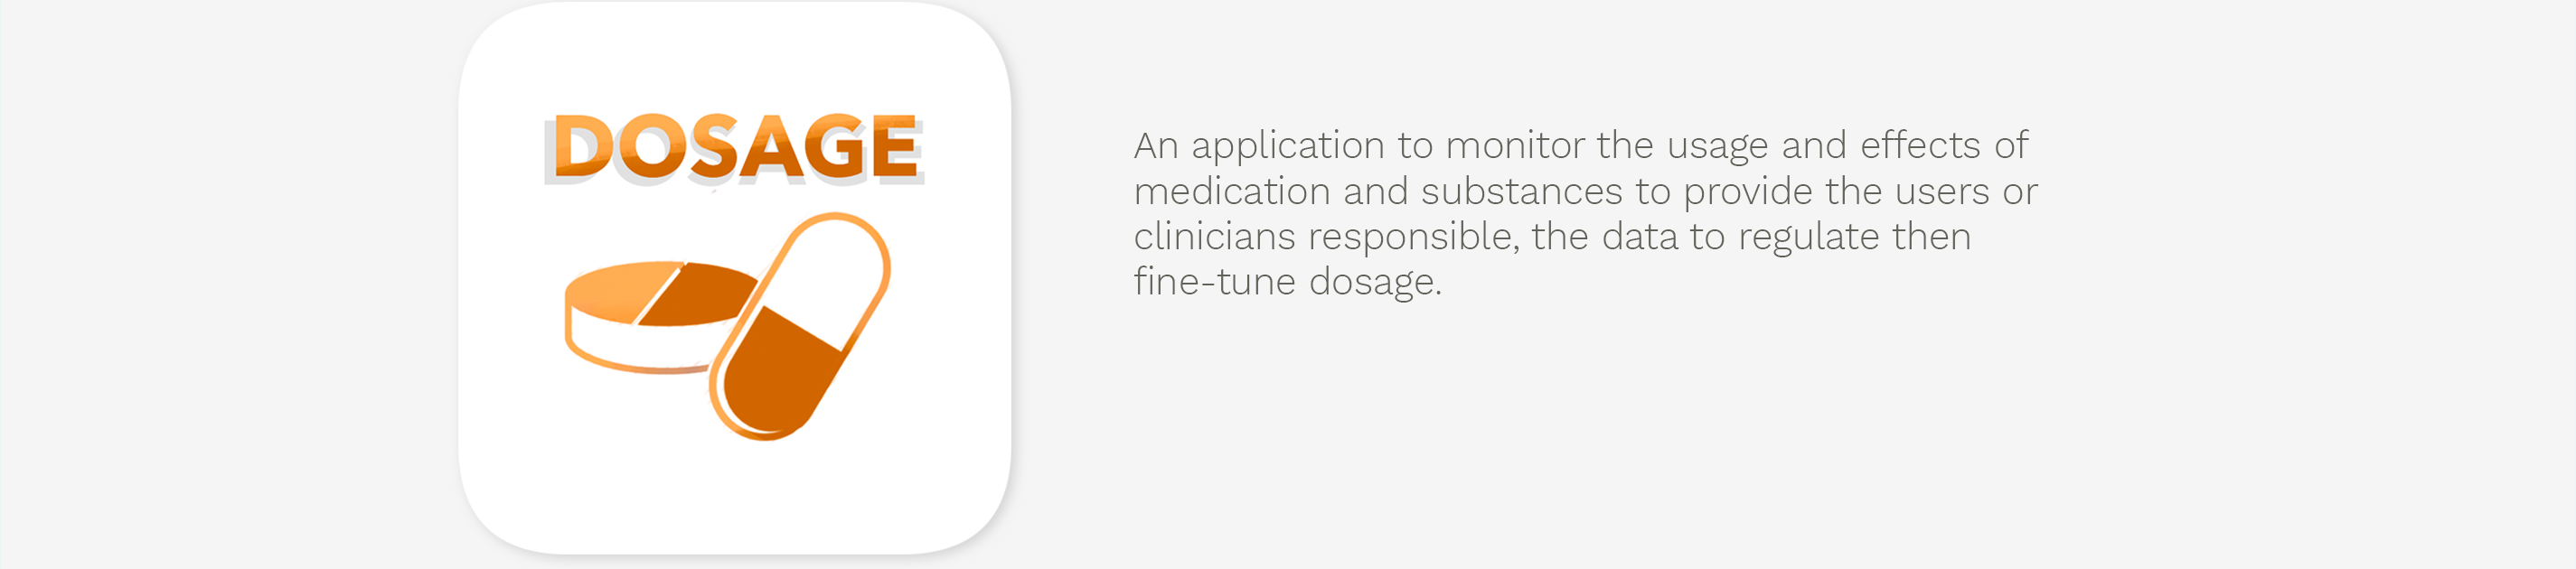 DOSAGE
An application to monitor the usage and effects of
medication and substances to provide the users or
clinicians responsible, the data to regulate then
fine-tune dosage.